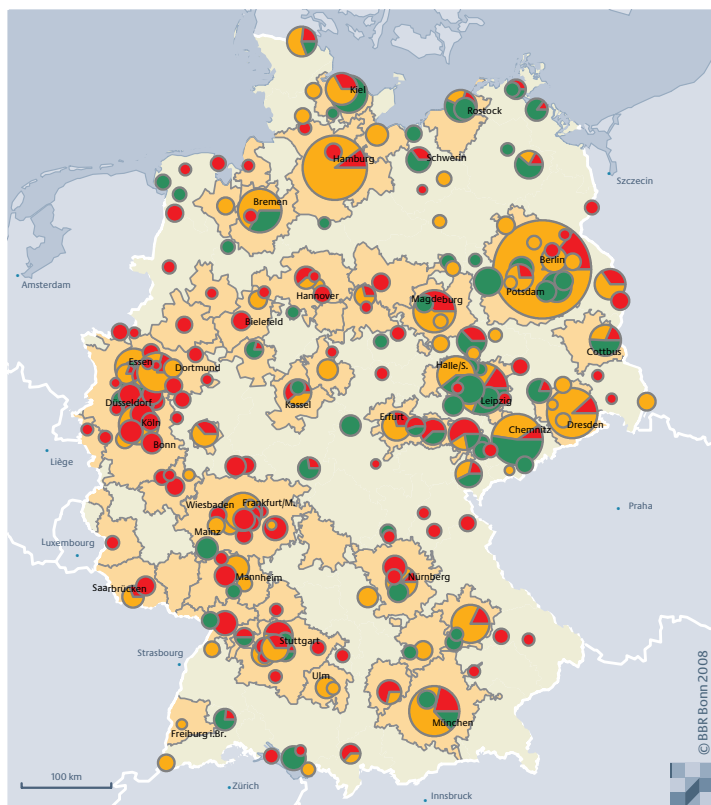 Kiel
Rostock
Hamburg
Schwerin
Szczecin
Bremen
Amsterdam
Berlin
Potsdam
Hannover
Magdeburg
Bielefeld
Cottbus
Essen
Dortmund
Halle/S.
Leipzig
Düsseldorf
Kassel
Köln
Erfurt
Chemnitz
Dresden
Bonn
Liège
Wiesbaden
Frankfurt/M.
Praha
Mainz
Luxembourg
Mannheim
Nürnberg
Saarbrücken
Stuttgart
Strasbourg
Ulm
München
Freiburg i.Br.
100 km
Zürich
Innsbruck
© BBR Bonn 2008